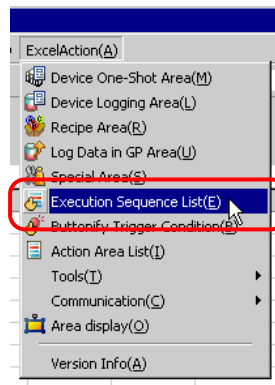 ExcelAction(A)
Device One-Shot Area(M)
Device Logging Area(L)
Recipe Area(R)
Log Data in GP Area(U)
Special Area(S)
Execution Sequence List(E)
Buttonify Trigger Condition(B)
Action Area List(I)
Tools(T)
Communication(C)
Area display(O)
Version Info(A)